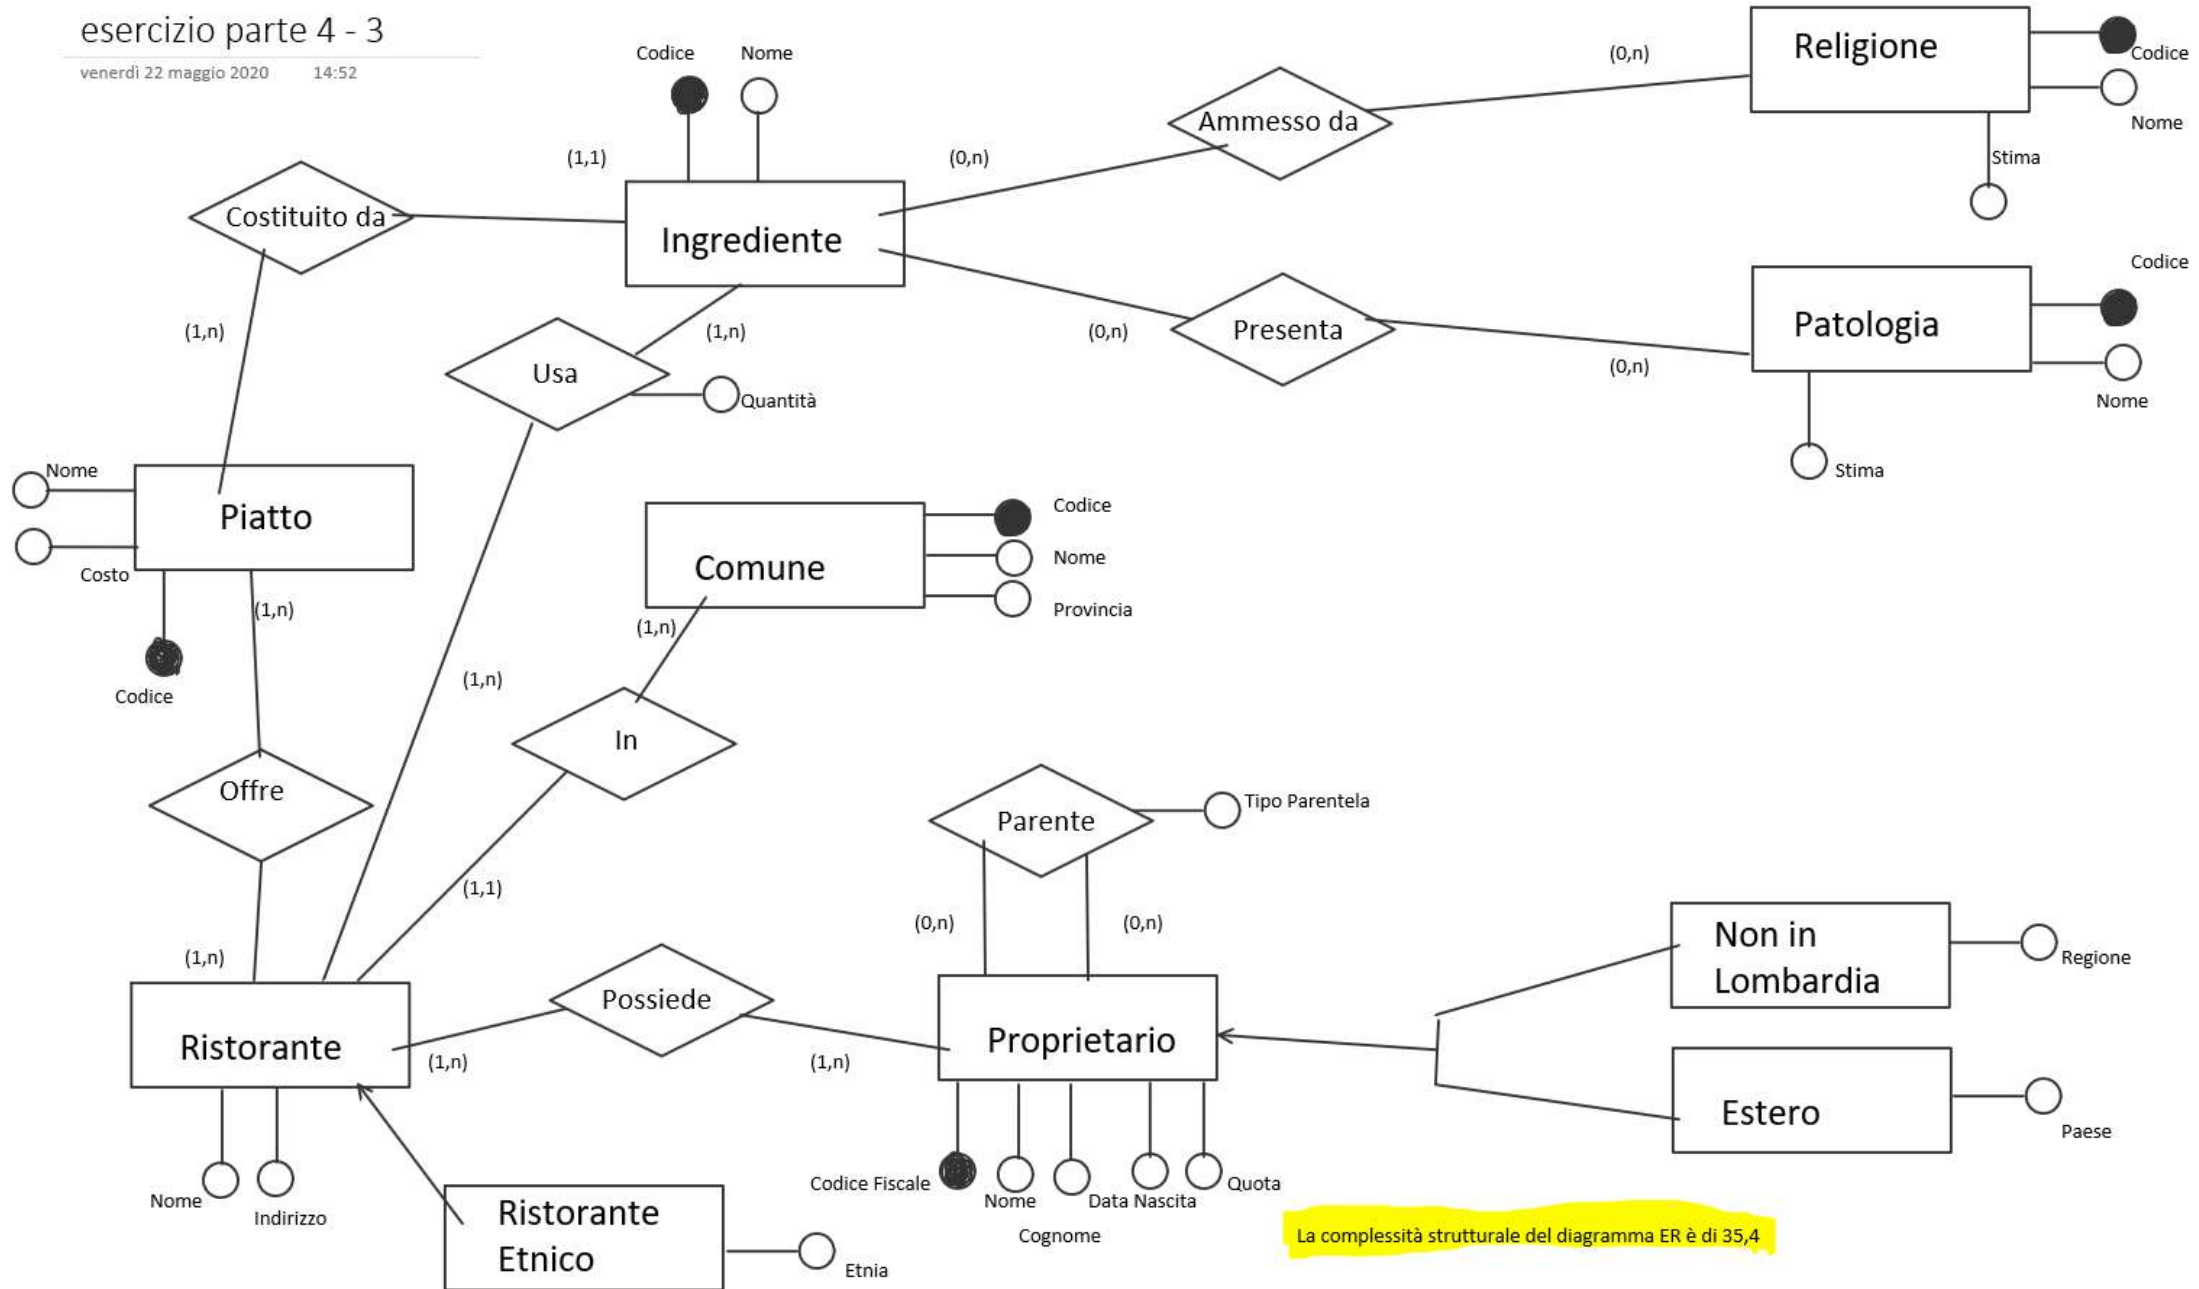 esercizio parte 4 - 3
venerdì 22 maggio 2020 14:52
Codice
Nome
(0,n)
Religione
Codice
Nome
Stima
Ammesso da
(1,1)
(0,n)
Costituito da
Ingrediente
Codice
(1,n)
Usa
(1,n)
Quantità
(0,n)
Presenta
(0,n)
Patologia
Nome
Stima
Nome
Piatto
Costo
(1,n)
Codice
Comune
Codice
Nome
Provincia
(1,n)
(1,n)
In
Offre
Parente
Tipo Parentela
(1,1)
(0,n)
(0,n)
(1,n)
Non in
Lombardia
Regione
Possiede
Ristorante
(1,n)
(1,n)
Proprietario
Estero
Paese
Nome
Indirizzo
Codice Fiscale
Nome
Data Nascita
Quota
Cognome
Ristorante
Etnico
Etnia
La complessità strutturale del diagramma ER è di 35,4